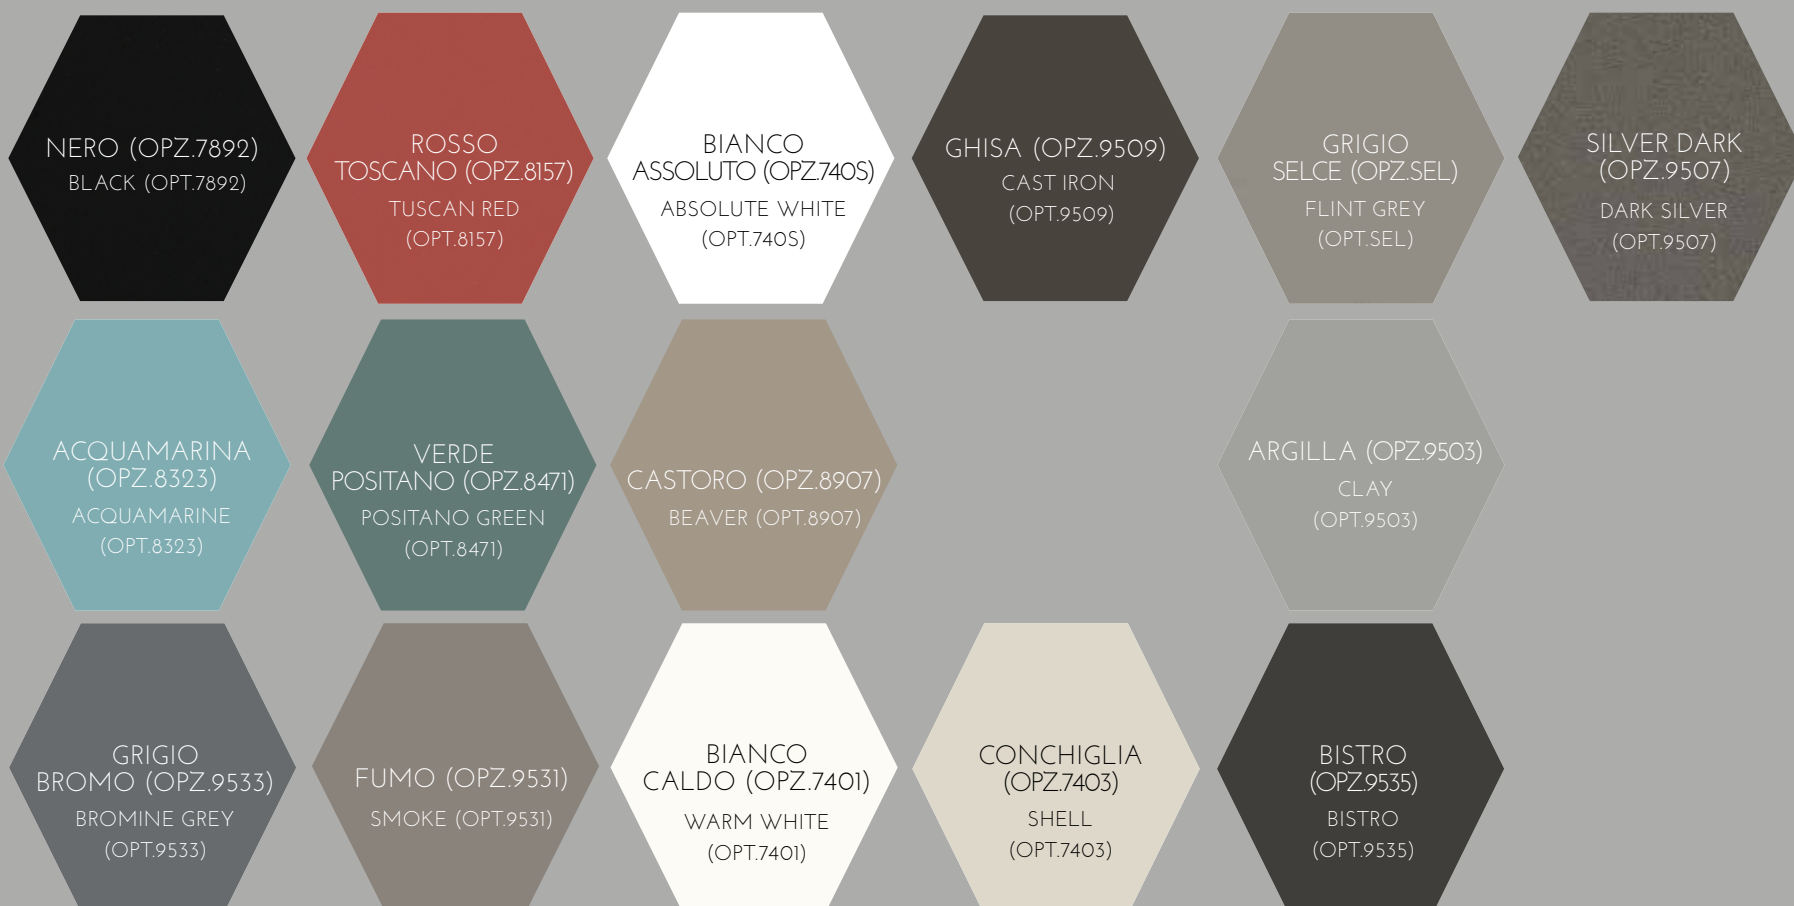 NERO (OPZ.7892)
BLACK (OPT.7892)
ROSSO
TOSCANO (OPZ.8157)
TUSCAN RED
(OPT.8157)
BIANCO
ASSOLUTO (OPZ.740S)
ABSOLUTE WHITE
(OPT.740S)
GHISA (OPZ.9509)
CAST IRON
(OPT.9509)
GRIGIO
SELCE (OPZ.SEL)
FLINT GREY
(OPT.SEL)
SILVER DARK
(OPZ.9507)
DARK SILVER
(OPT.9507)
ACQUAMARINA
(OPZ.8323)
ACQUAMARINE
(OPT.8323)
VERDE
POSITANO (OPZ.8471)
POSITANO GREEN
(OPT.8471)
CASTORO (OPZ.8907)
BEAVER (OPT.8907)
ARGILLA (OPZ.9503)
CLAY
(OPT.9503)
GRIGIO
BROMO (OPZ.9533)
BROMINE GREY
(OPT.9533)
FUMO (OPZ.9531)
SMOKE (OPT.9531)
BIANCO
CALDO (OPZ.7401)
WARM WHITE
(OPT.7401)
CONCHIGLIA
(OPZ.7403)
SHELL
(OPT.7403)
BISTRO
(OPZ.9535)
BISTRO
(OPT.9535)